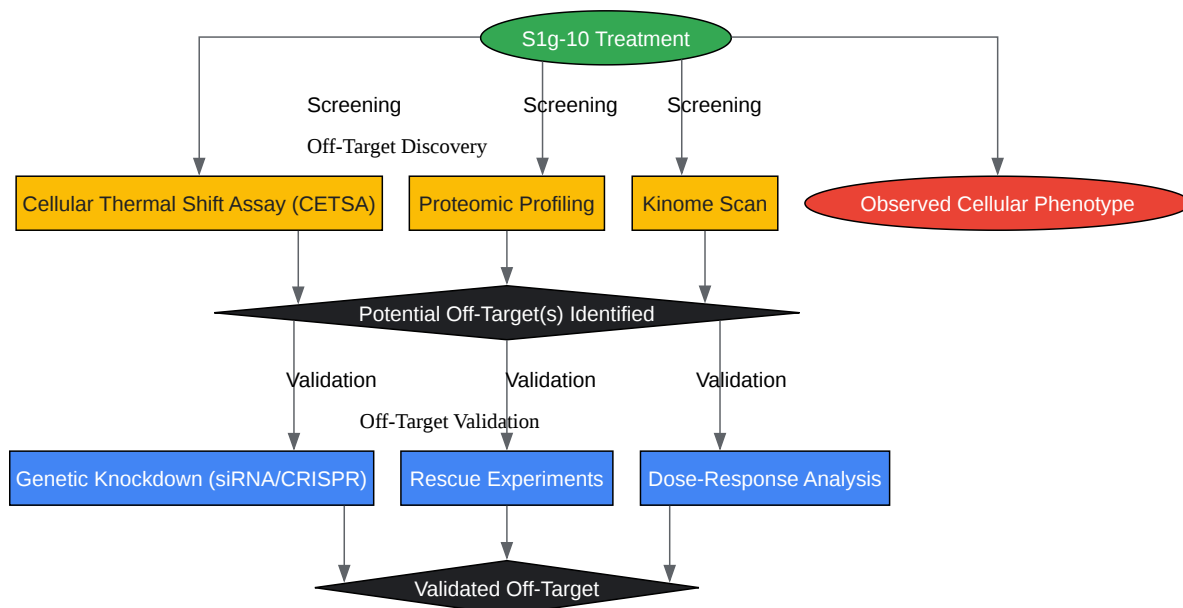 S1g-10 Treatment
Screening
Screening
Screening
Off-Target Discovery
Cellular Thermal Shift Assay (CETSA)
Proteomic Profiling
Kinome Scan
Observed Cellular Phenotype
Potential Off-Target(s) Identified
Validation
Validation
Validation
Off-Target Validation
Genetic Knockdown (siRNA/CRISPR)
Rescue Experiments
Dose-Response Analysis
Validated Off-Target